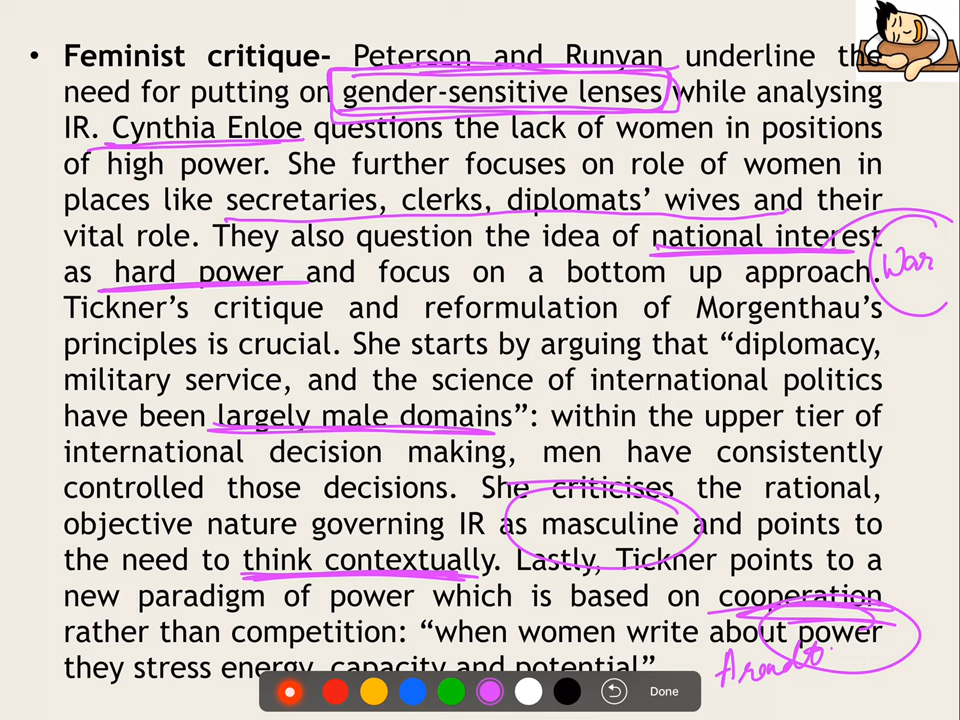 • Feminist critique- Peterson and Runyan underline the
need for putting on gender-sensitive lenses while analysing
IR. Cynthia Enloe questions the lack of women in positions
of high power. She further focuses on role of women in
places like secretaries, clerks, diplomats’ wives and their
vital role. They also question the idea of national interest
War
as hard power and focus on a bottom up approach.
Tickner’s critique and reformulation of Morgenthau’s
principles is crucial. She starts by arguing that “diplomacy,
military service, and the science of international politics
have been largely male domains”: within the upper tier of
international decision making, men have consistently
controlled those decisions. She criticises the rational,
objective nature governing IR as masculine and points to
the need to think contextually. Lastly, Tickner points to a
new paradigm of power which is based on cooperation
rather than competition: “when women write about power
they stress energy, capacity and potential”
Done